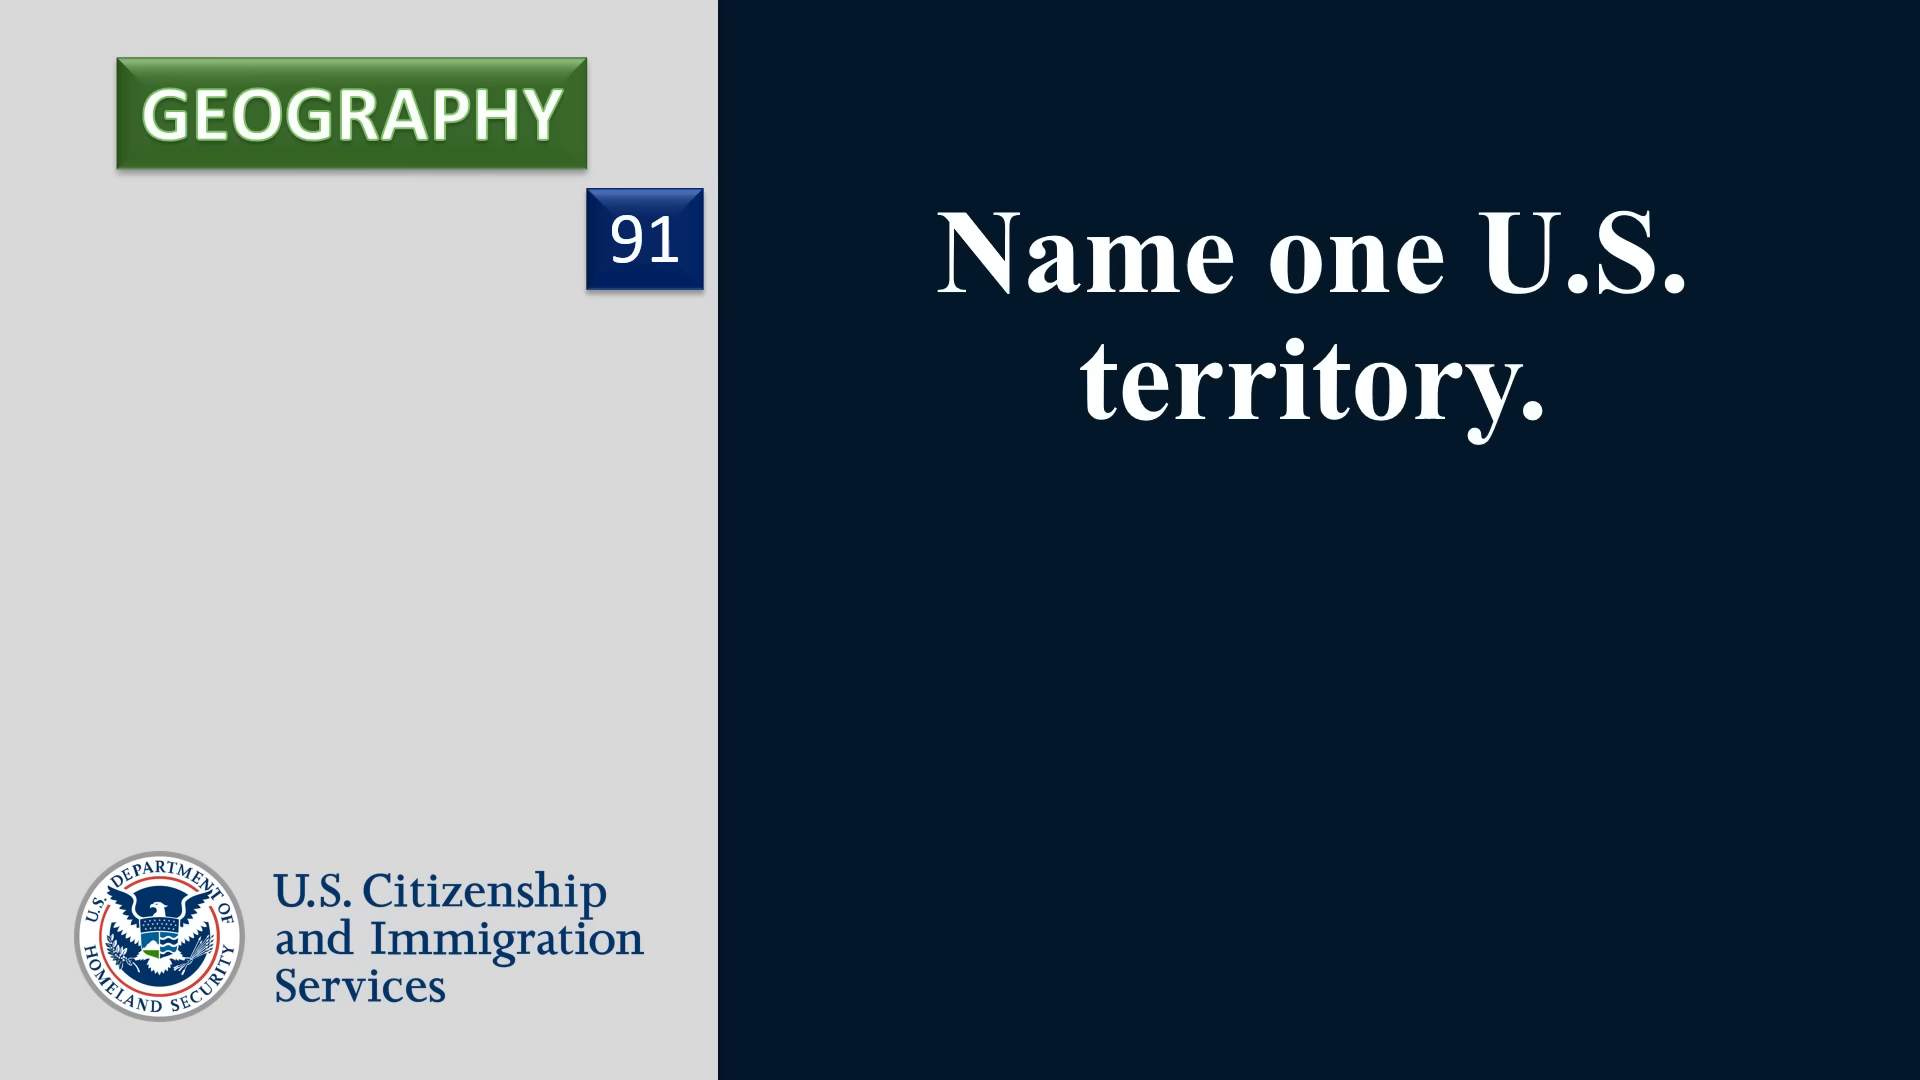 GEOGRAPHY
91
Name one U.S.
territory.
U.S. DEPARTMENT OF
HOMELAND SECURITY
U.S. Citizenship
and Immigration
Services